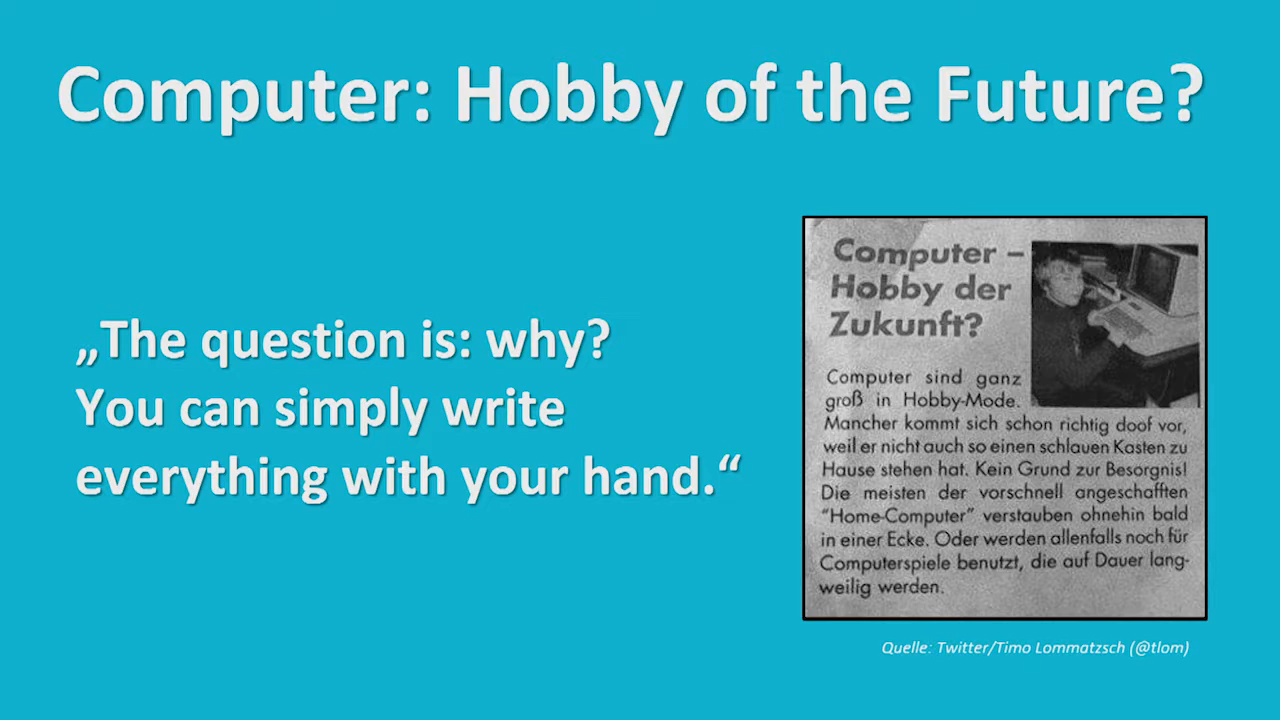 Computer: Hobby of the Future?
„The question is: why?
You can simply write
everything with your hand.“
Computer –
Hobby der
Zukunft?
Computer sind ganz
groß in Hobby-Mode.
Mancher kommt sich schon richtig doof vor,
weil er nicht auch so einen schlauen Kasten zu
Hause stehen hat. Kein Grund zur Besorgnis!
Die meisten der vorschnell angeschafften
“Home-Computer” verstauben ohnehin bald
in einer Ecke. Oder werden allenfalls noch für
Computerspiele benutzt, die auf Dauer lang-
weilig werden.
Quelle: Twitter/Timo Lommatzsch (@tlom)